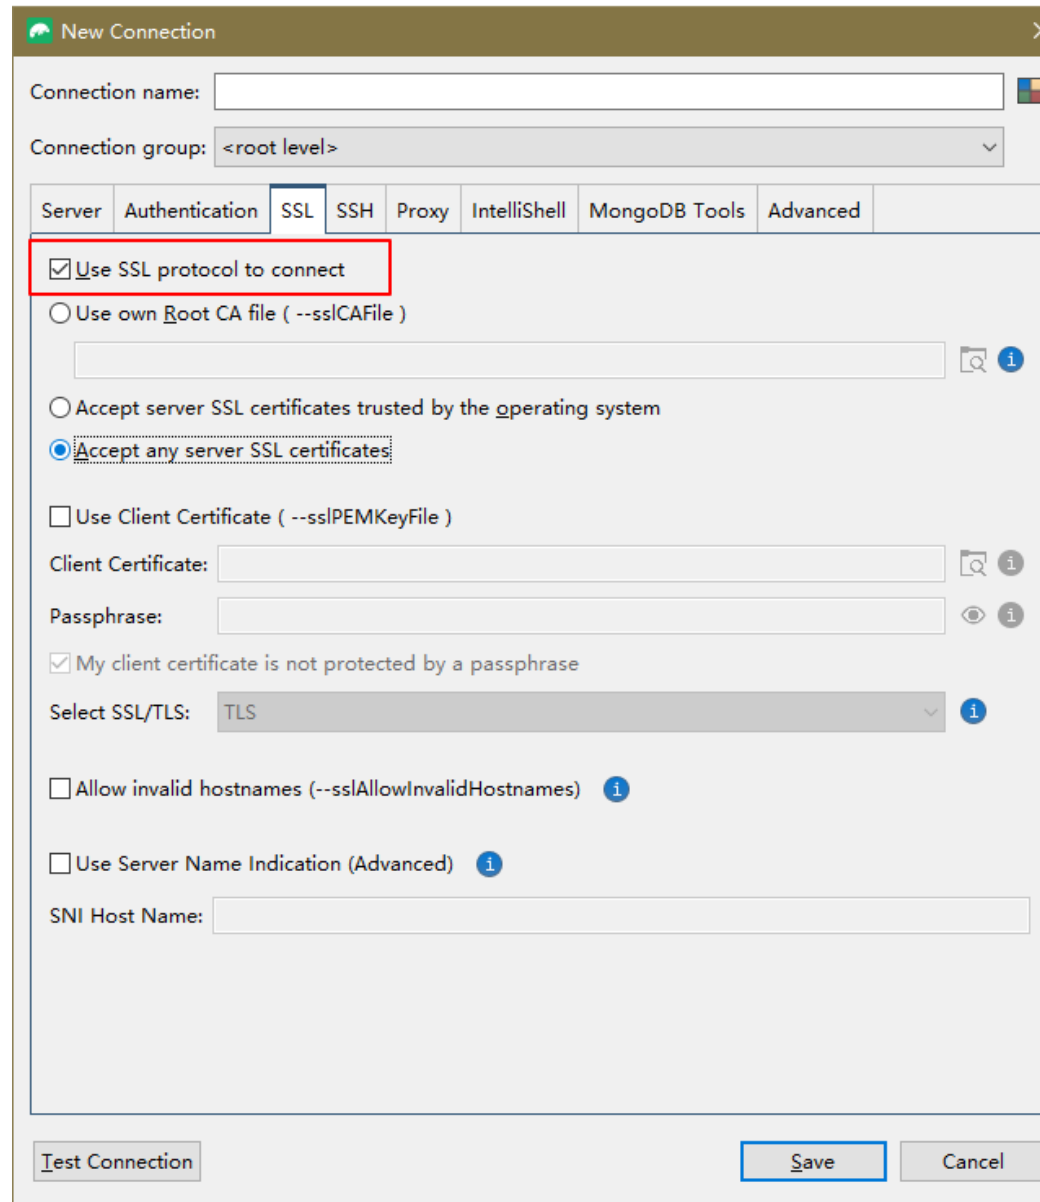 New Connection
Connection name:
Connection group: <root level>
Server Authentication SSL SSH Proxy IntelliShell MongoDB Tools Advanced
Use SSL protocol to connect
Use own Root CA file ( --sslCAFile )
Accept server SSL certificates trusted by the operating system
Accept any server SSL certificates
Use Client Certificate ( --sslPEMKeyFile )
Client Certificate:
Passphrase:
My client certificate is not protected by a passphrase
Select SSL/TLS: TLS
Allow invalid hostnames (--sslAllowInvalidHostnames)
Use Server Name Indication (Advanced)
SNI Host Name:
Test Connection Save Cancel